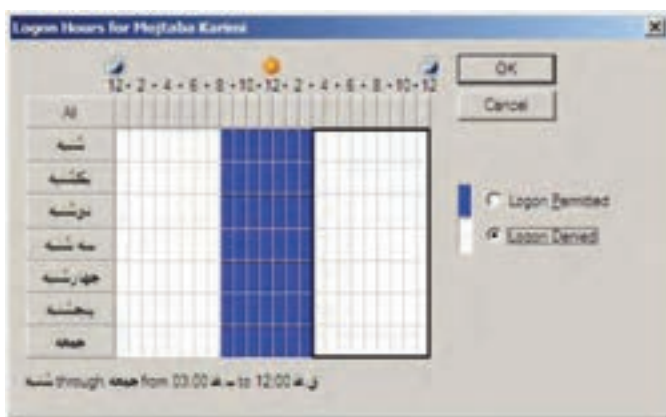 Logon Hours for Mojtaba Karimi
12 • 2 • 4 • 6 • 8 • 10 • 12 • 2 • 4 • 6 • 8 • 10 • 12
All
شنبه
یکشنبه
دوشنبه
سه شنبه
چهارشنبه
پنجشنبه
جمعه
OK
Cancel
Logon Permitted
Logon Denied
شنبه through جمعه from 03:00 ب.ظ to 12:00 ق.ظ